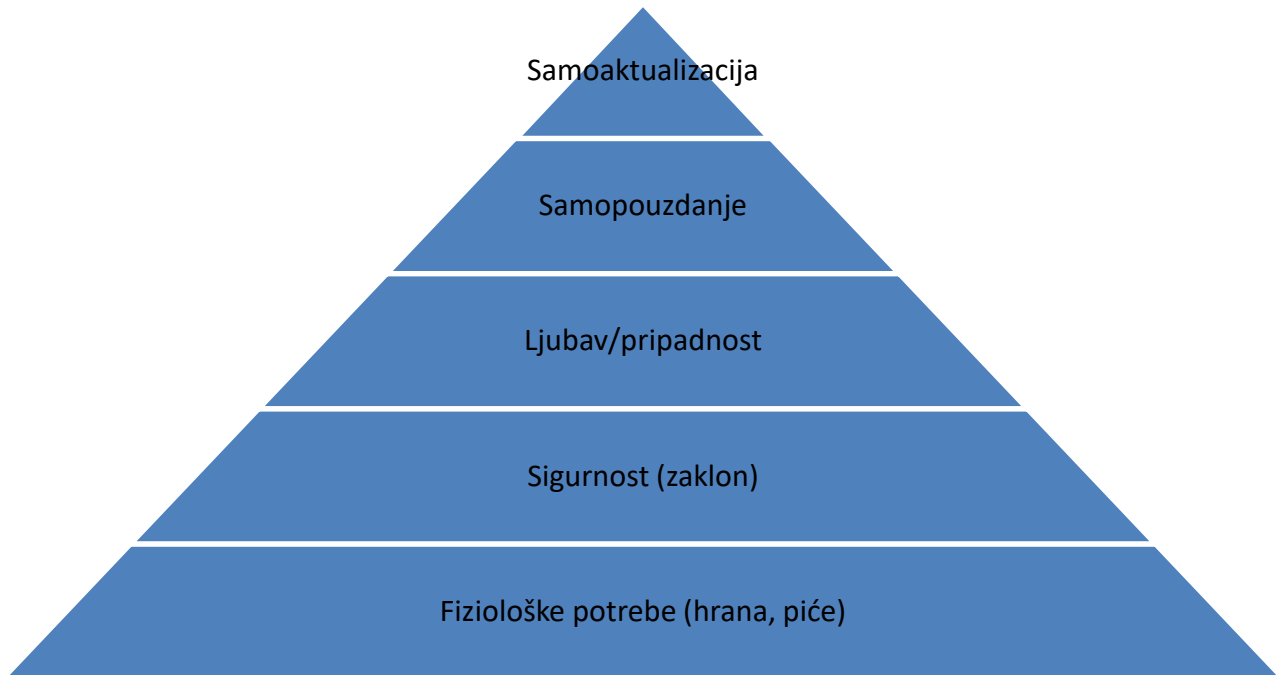 Samoaktualizacija
Samopouzdanje
Ljubav/pripadnost
Sigurnost (zaklon)
Fiziološke potrebe (hrana, piće)